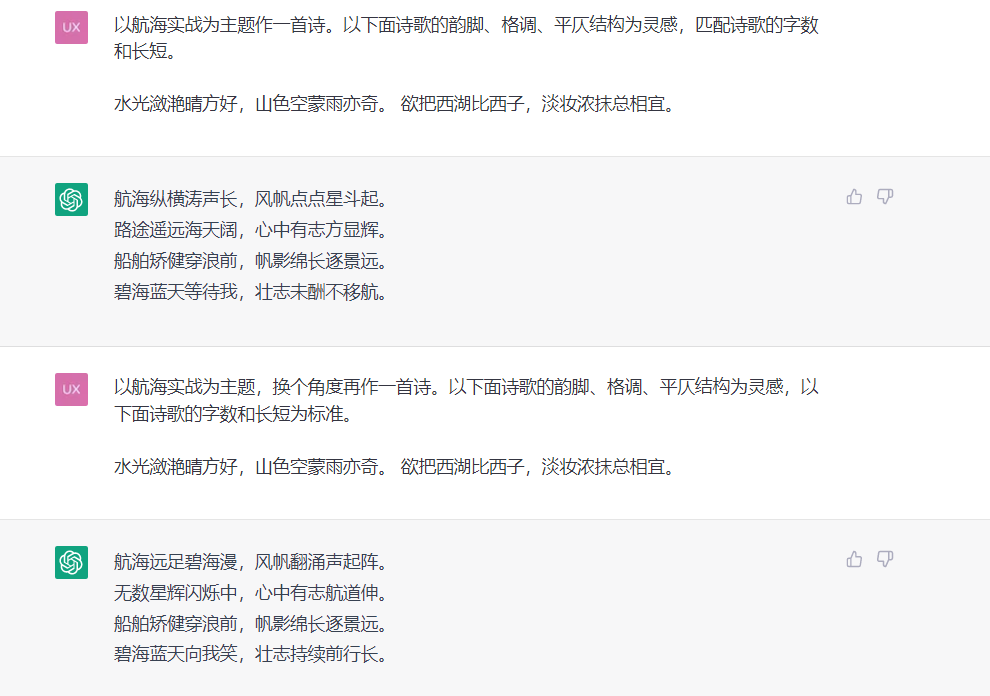 UX
以航海实战为主题作一首诗。以下面诗歌的韵脚、格调、平仄结构为灵感，匹配诗歌的字数
和长短。
水光潋滟晴方好，山色空蒙雨亦奇。 欲把西湖比西子，淡妆浓抹总相宜。
航海纵横涛声长，风帆点点星斗起。
路途遥远海天阔，心中有志方显辉。
船舶矫健穿浪前，帆影绵长逐景远。
碧海蓝天等待我，壮志未酬不移航。
UX
以航海实战为主题，换个角度再作一首诗。以下面诗歌的韵脚、格调、平仄结构为灵感，以
下面诗歌的字数和长短为标准。
水光潋滟晴方好，山色空蒙雨亦奇。 欲把西湖比西子，淡妆浓抹总相宜。
航海远足碧海漫，风帆翻涌声起阵。
无数星辉闪烁中，心中有志航道伸。
船舶矫健穿浪前，帆影绵长逐景远。
碧海蓝天向我笑，壮志持续前行长。